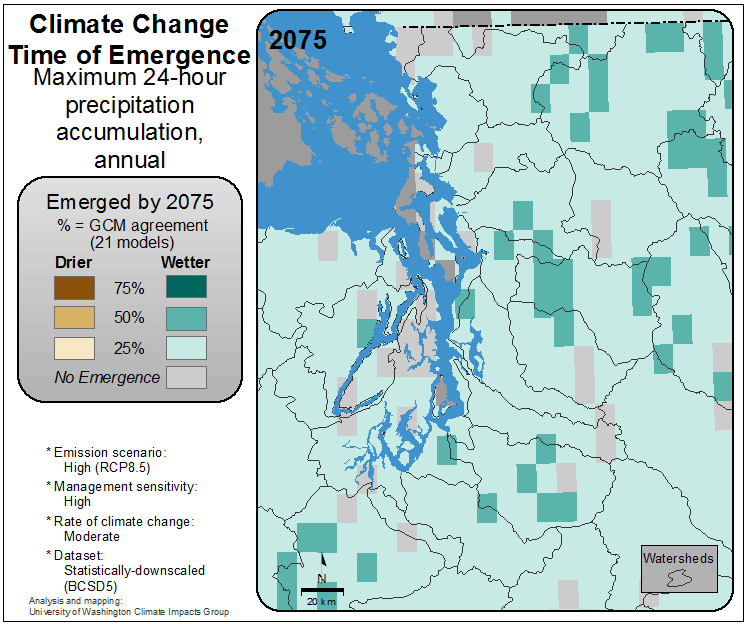 Climate Change
Time of Emergence
Maximum 24-hour
precipitation
accumulation,
annual
Emerged by 2075
% = GCM agreement
(21 models)
Drier Wetter
75%
50%
25%
No Emergence
* Emission scenario:
High (RCP8.5)
* Management sensitivity:
High
* Rate of climate change:
Moderate
* Dataset:
Statistically-downscaled
(BCSD5)
Analysis and mapping:
University of Washington Climate Impacts Group
2075
N
20 km
Watersheds